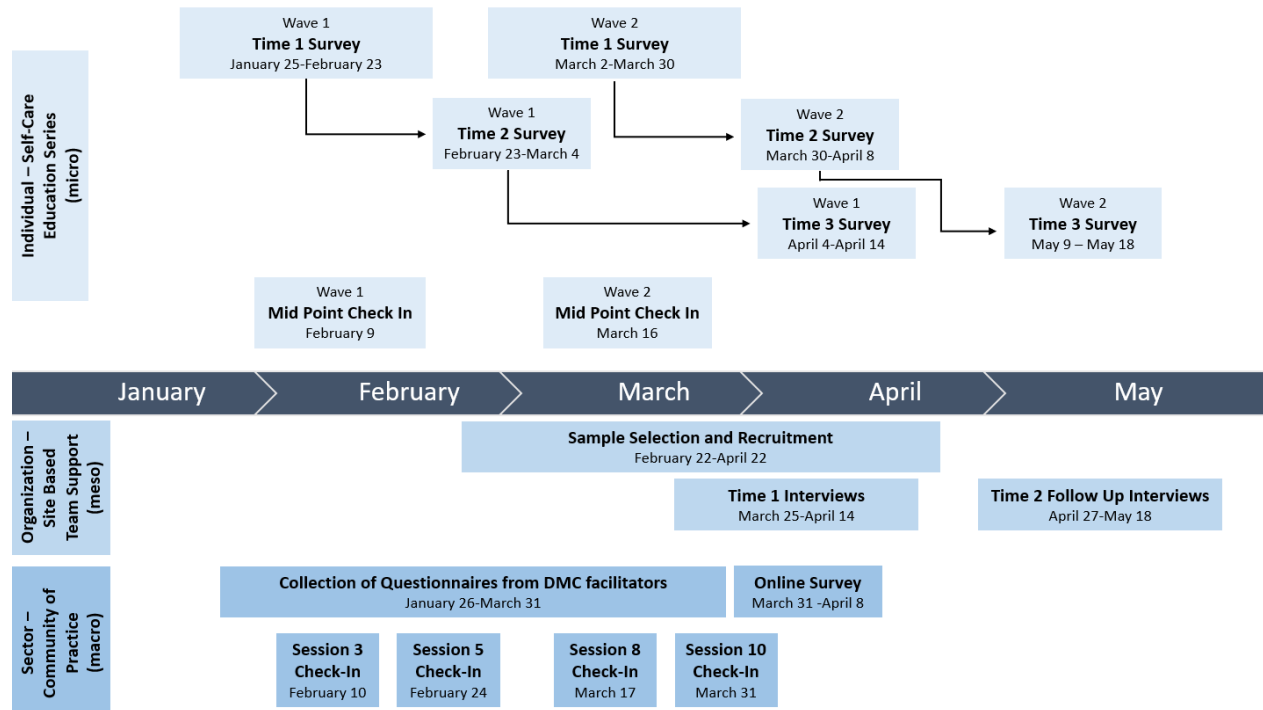 Individual – Self-Care
Education Series
(micro)
Wave 1
Time 1 Survey
January 25-February 23
Wave 2
Time 1 Survey
March 2-March 30
Wave 1
Time 2 Survey
February 23-March 4
Wave 2
Time 2 Survey
March 30-April 8
Wave 1
Time 3 Survey
April 4-April 14
Wave 2
Time 3 Survey
May 9 – May 18
Wave 1
Mid Point Check In
February 9
Wave 2
Mid Point Check In
March 16
January
February
March
April
May
Organization –
Site Based
Team Support
(meso)
Sample Selection and Recruitment
February 22-April 22
Time 1 Interviews
March 25-April 14
Time 2 Follow Up Interviews
April 27-May 18
Sector –
Community of
Practice
(macro)
Collection of Questionnaires from DMC facilitators
January 26-March 31
Online Survey
March 31 -April 8
Session 3
Check-In
February 10
Session 5
Check-In
February 24
Session 8
Check-In
March 17
Session 10
Check-In
March 31